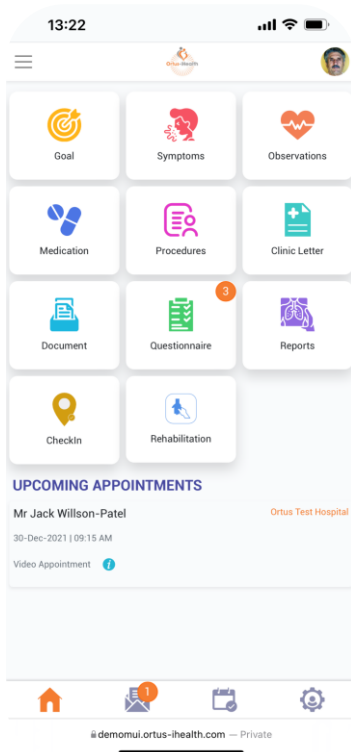 13:22
Ortus-iHealth
Goal
Symptoms
Observations
Medication
Procedures
Clinic Letter
3
Document
Questionnaire
Reports
CheckIn
Rehabilitation
UPCOMING APPOINTMENTS
Mr Jack Willson-Patel
Ortus Test Hospital
30-Dec-2021 | 09:15 AM
Video Appointment i
1
demomui.ortus-ihealth.com — Private